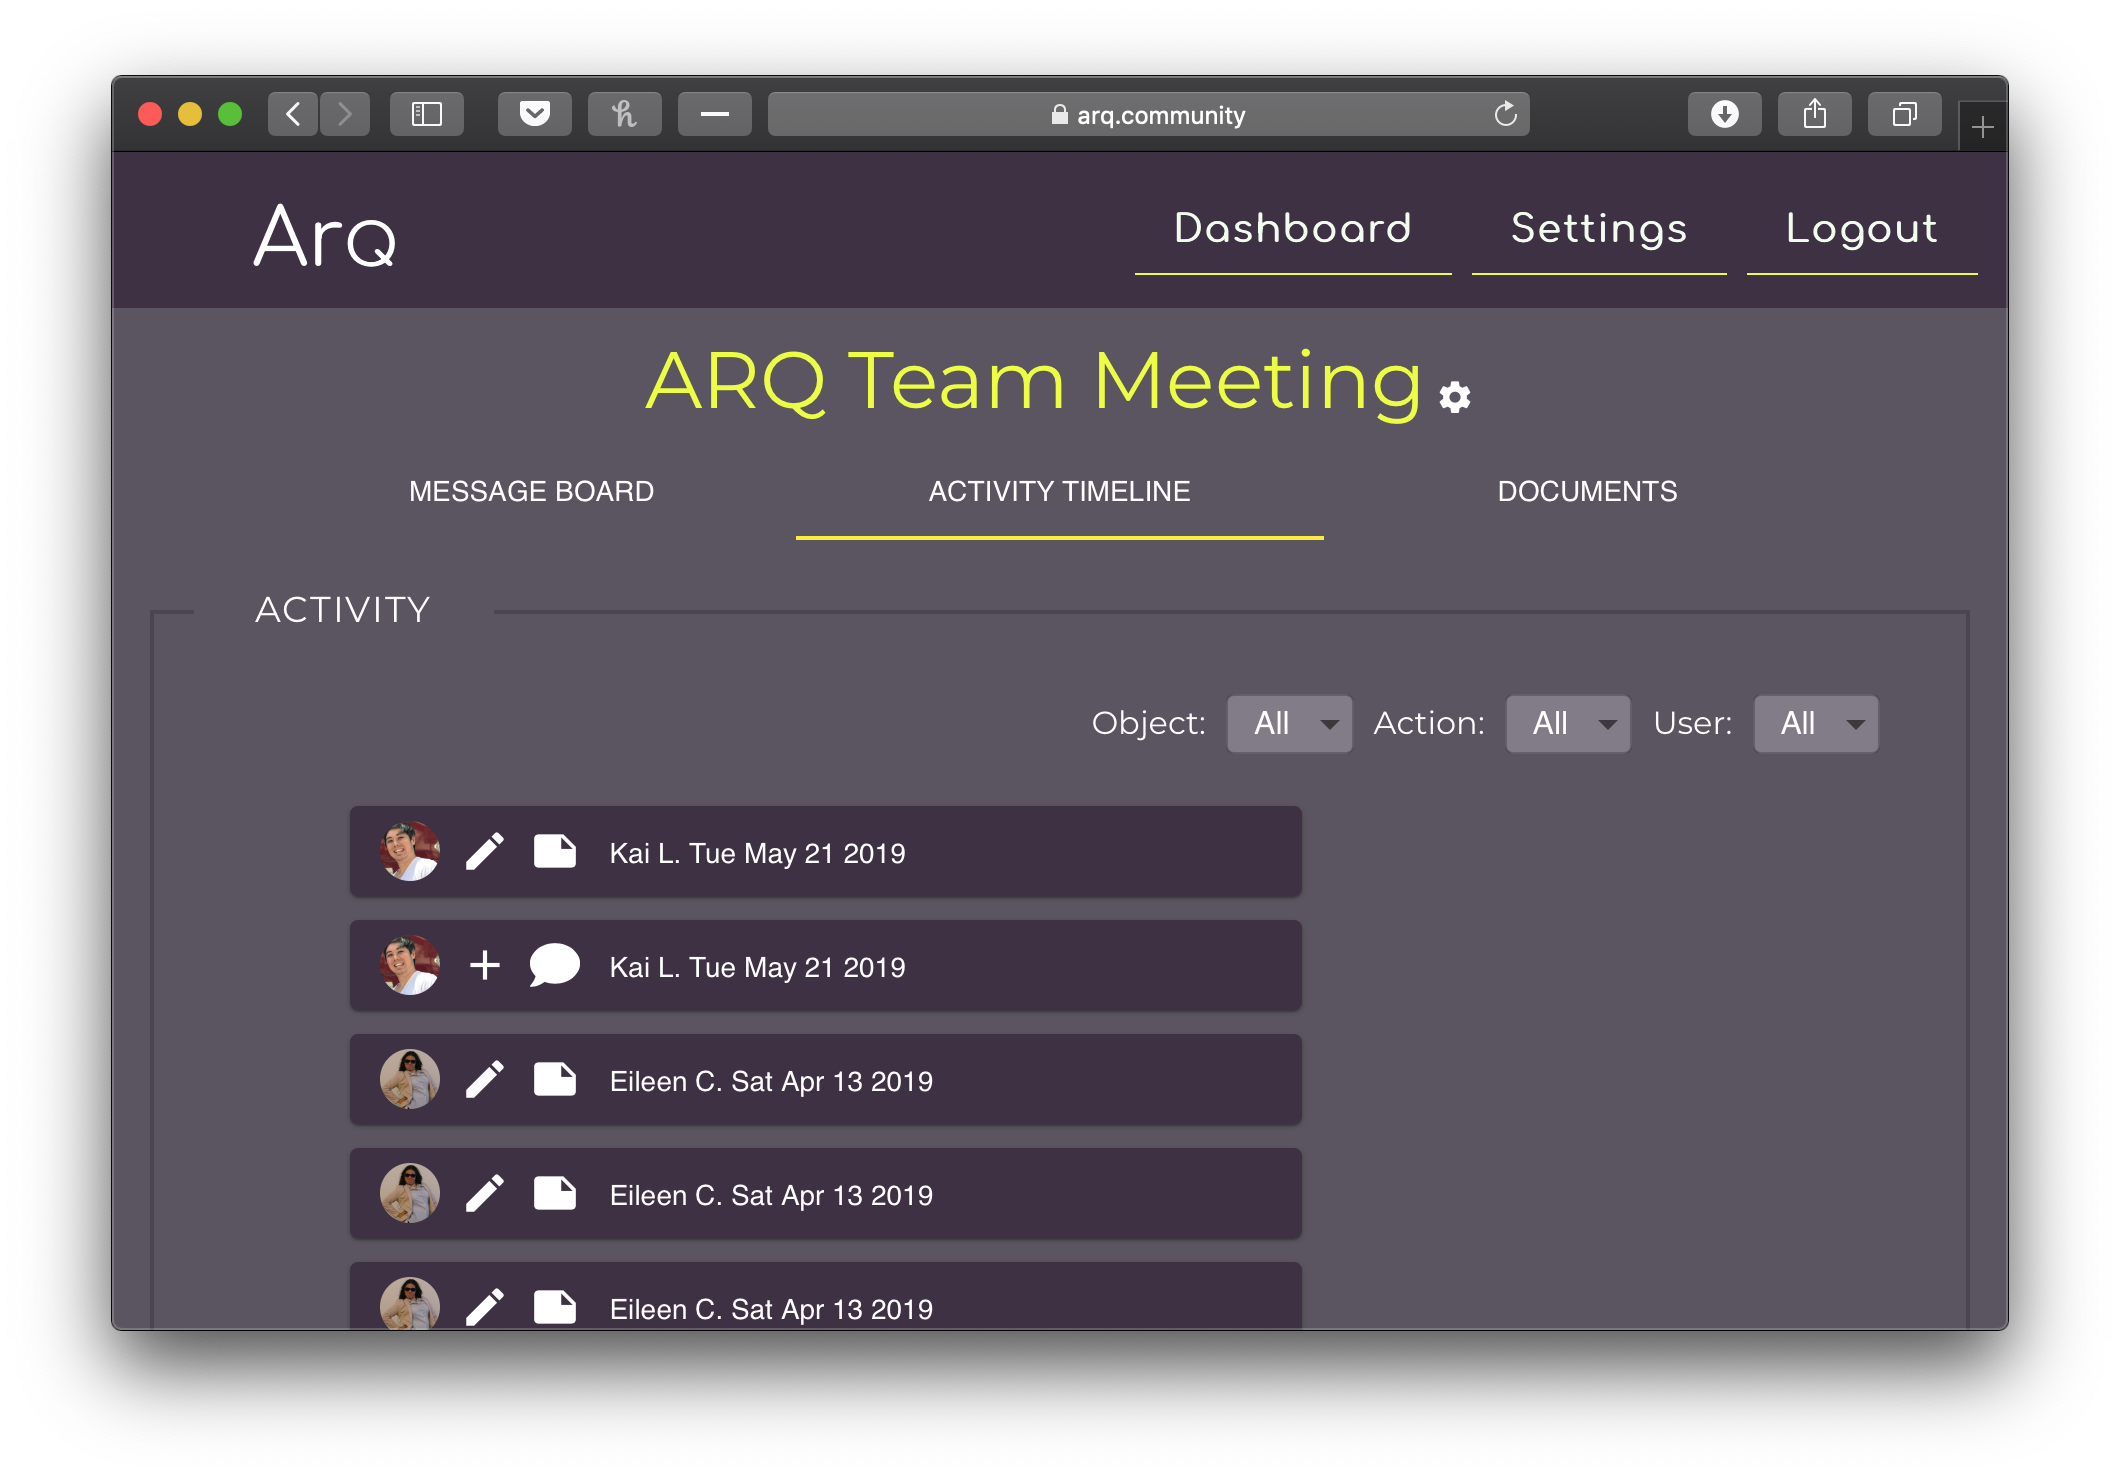 arq.community
Arq
Dashboard Settings Logout
ARQ Team Meeting
MESSAGE BOARD ACTIVITY TIMELINE DOCUMENTS
ACTIVITY
Object: All Action: All User: All
Kai L. Tue May 21 2019
Kai L. Tue May 21 2019
Eileen C. Sat Apr 13 2019
Eileen C. Sat Apr 13 2019
Eileen C. Sat Apr 13 2019